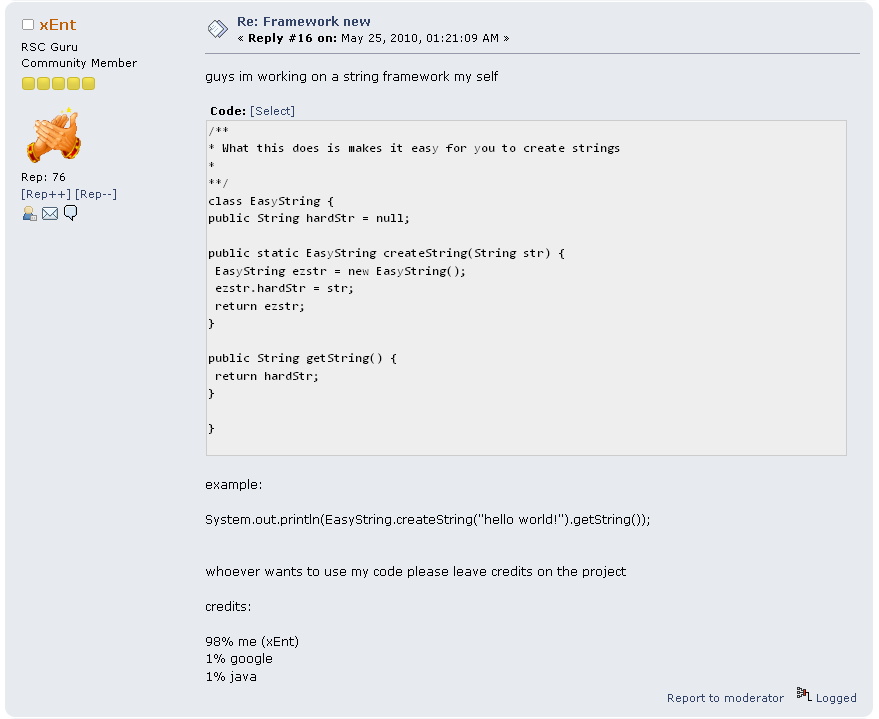 xEnt
RSC Guru
Community Member
Rep: 76
[Rep++] [Rep--]
Re: Framework new
« Reply #16 on: May 25, 2010, 01:21:09 AM »
guys im working on a string framework my self
Code: [Select]
/**
* What this does is makes it easy for you to create strings
*
**/
class EasyString {
public String hardStr = null;
public static EasyString createString(String str) {
 EasyString ezstr = new EasyString();
 ezstr.hardStr = str;
 return ezstr;
}
public String getString() {
 return hardStr;
}
}
example:
System.out.println(EasyString.createString("hello world!").getString());
whoever wants to use my code please leave credits on the project
credits:
98% me (xEnt)
1% google
1% java
Report to moderator Logged